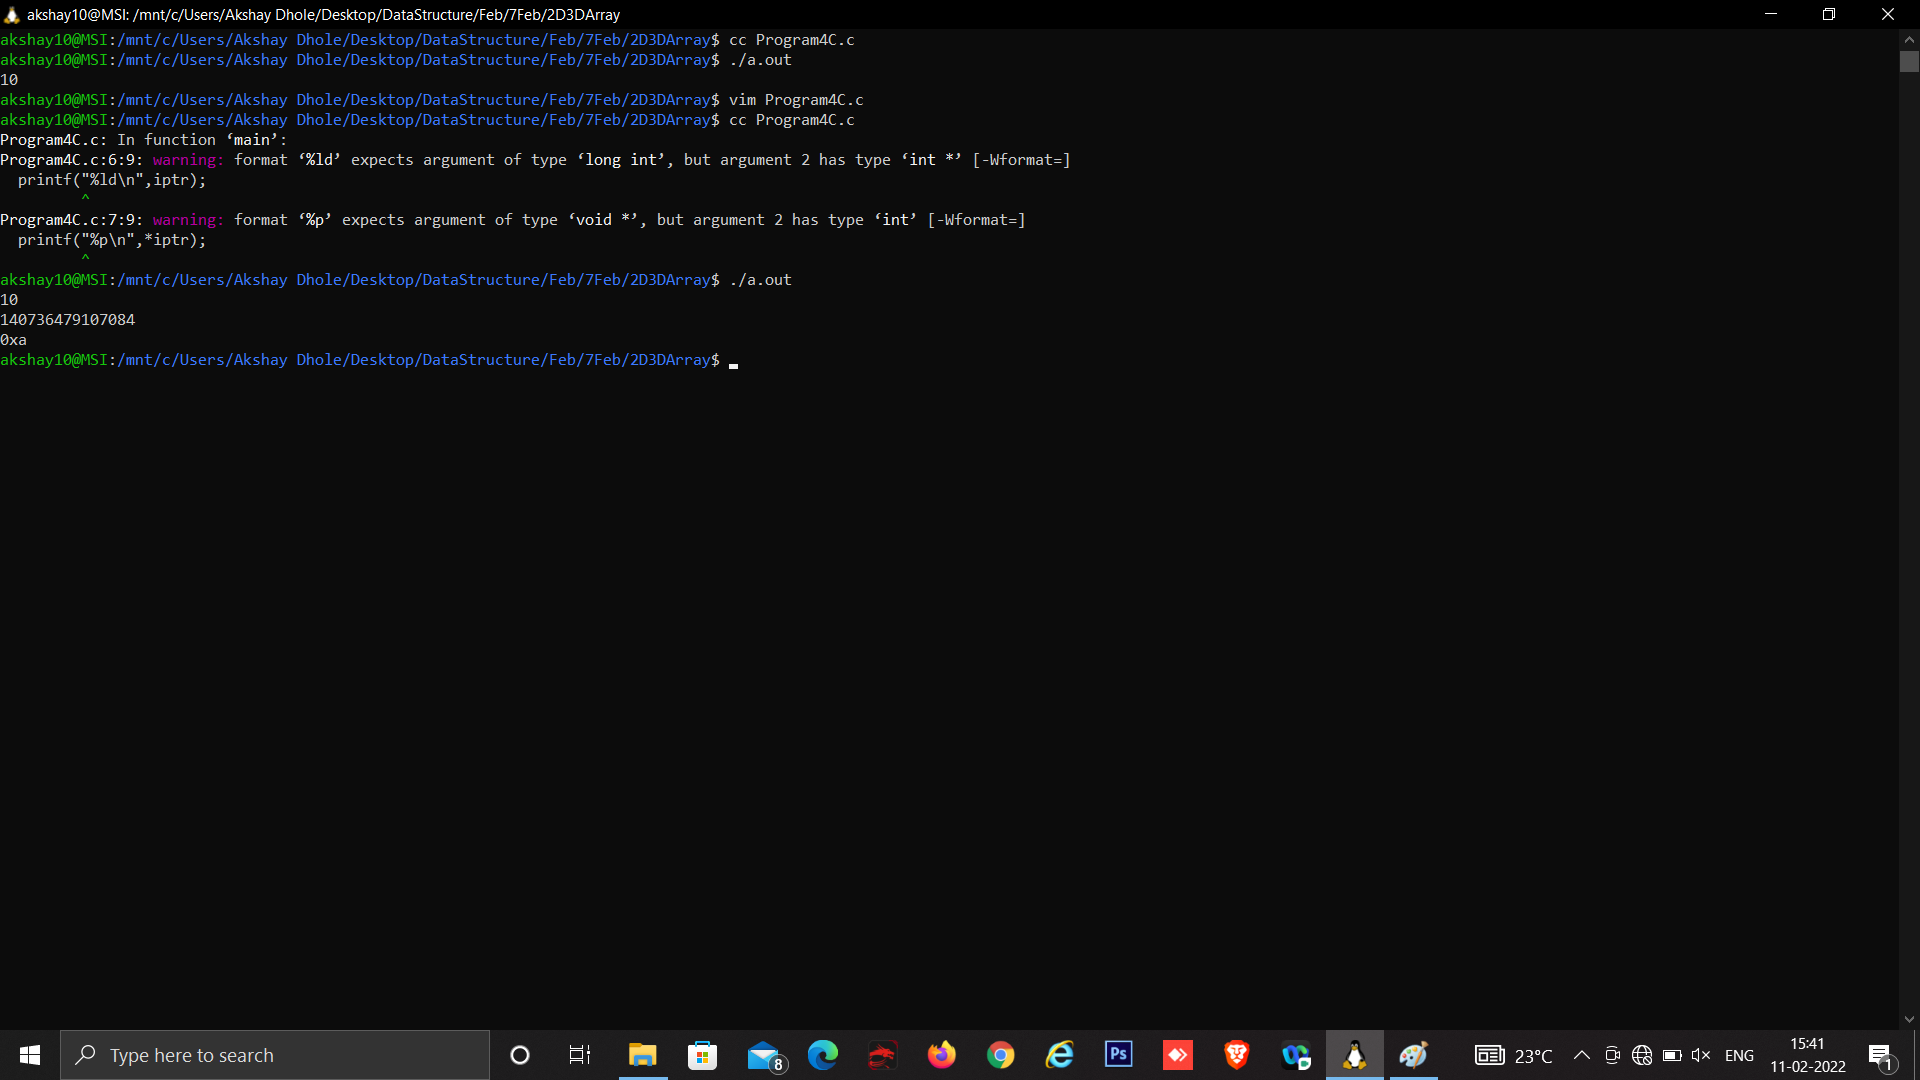 akshay10@MSI: /mnt/c/Users/Akshay Dhole/Desktop/DataStructure/Feb/7Feb/2D3DArray
akshay10@MSI:/mnt/c/Users/Akshay Dhole/Desktop/DataStructure/Feb/7Feb/2D3DArray$ cc Program4C.c
akshay10@MSI:/mnt/c/Users/Akshay Dhole/Desktop/DataStructure/Feb/7Feb/2D3DArray$ ./a.out
10
akshay10@MSI:/mnt/c/Users/Akshay Dhole/Desktop/DataStructure/Feb/7Feb/2D3DArray$ vim Program4C.c
akshay10@MSI:/mnt/c/Users/Akshay Dhole/Desktop/DataStructure/Feb/7Feb/2D3DArray$ cc Program4C.c
Program4C.c: In function ‘main’:
Program4C.c:6:9: warning: format ‘%ld’ expects argument of type ‘long int’, but argument 2 has type ‘int *’ [-Wformat=]
  printf("%ld\n",iptr);
         ^
Program4C.c:7:9: warning: format ‘%p’ expects argument of type ‘void *’, but argument 2 has type ‘int’ [-Wformat=]
  printf("%p\n",*iptr);
         ^
akshay10@MSI:/mnt/c/Users/Akshay Dhole/Desktop/DataStructure/Feb/7Feb/2D3DArray$ ./a.out
10
140736479107084
0xa
akshay10@MSI:/mnt/c/Users/Akshay Dhole/Desktop/DataStructure/Feb/7Feb/2D3DArray$
Type here to search
8
Ps
23°C
ENG
15:41
11-02-2022
1